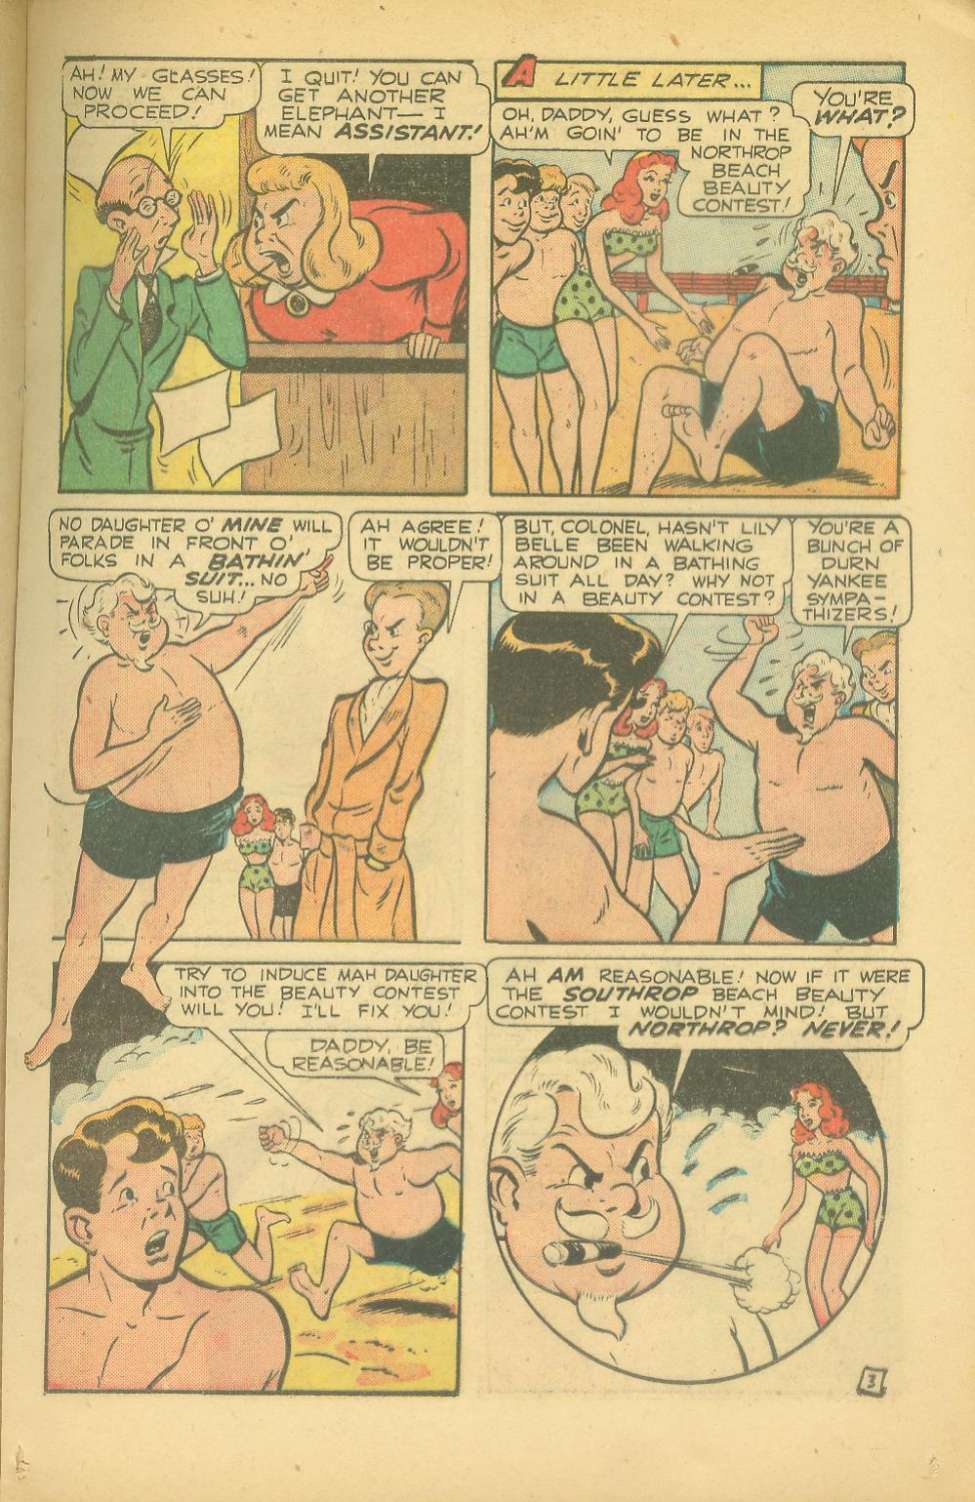 AH! MY GLASSES!
NOW WE CAN
PROCEED!
I QUIT! YOU CAN
GET ANOTHER
ELEPHANT— I
MEAN ASSISTANT!
A LITTLE LATER...
OH, DADDY, GUESS WHAT?
AH'M GOIN' TO BE IN THE
NORTHROP
BEACH
BEAUTY
CONTEST!
YOU'RE
WHAT?
NO DAUGHTER O' MINE WILL
PARADE IN FRONT O'
FOLKS IN A BATHIN'
SUIT... NO
SUH!
AH AGREE!
IT WOULDN'T
BE PROPER!
BUT, COLONEL, HASN'T LILY
BELLE BEEN WALKING
AROUND IN A BATHING
SUIT ALL DAY? WHY NOT
IN A BEAUTY CONTEST?
YOU'RE A
BUNCH OF
DURN
YANKEE
SYMPA-
THIZERS!
TRY TO INDUCE MAH DAUGHTER
INTO THE BEAUTY CONTEST
WILL YOU! I'LL FIX YOU!
DADDY, BE
REASONABLE!
AH AM REASONABLE! NOW IF IT WERE
THE SOUTHROP BEACH BEAUTY
CONTEST I WOULDN'T MIND! BUT
NORTHROP? NEVER!
3